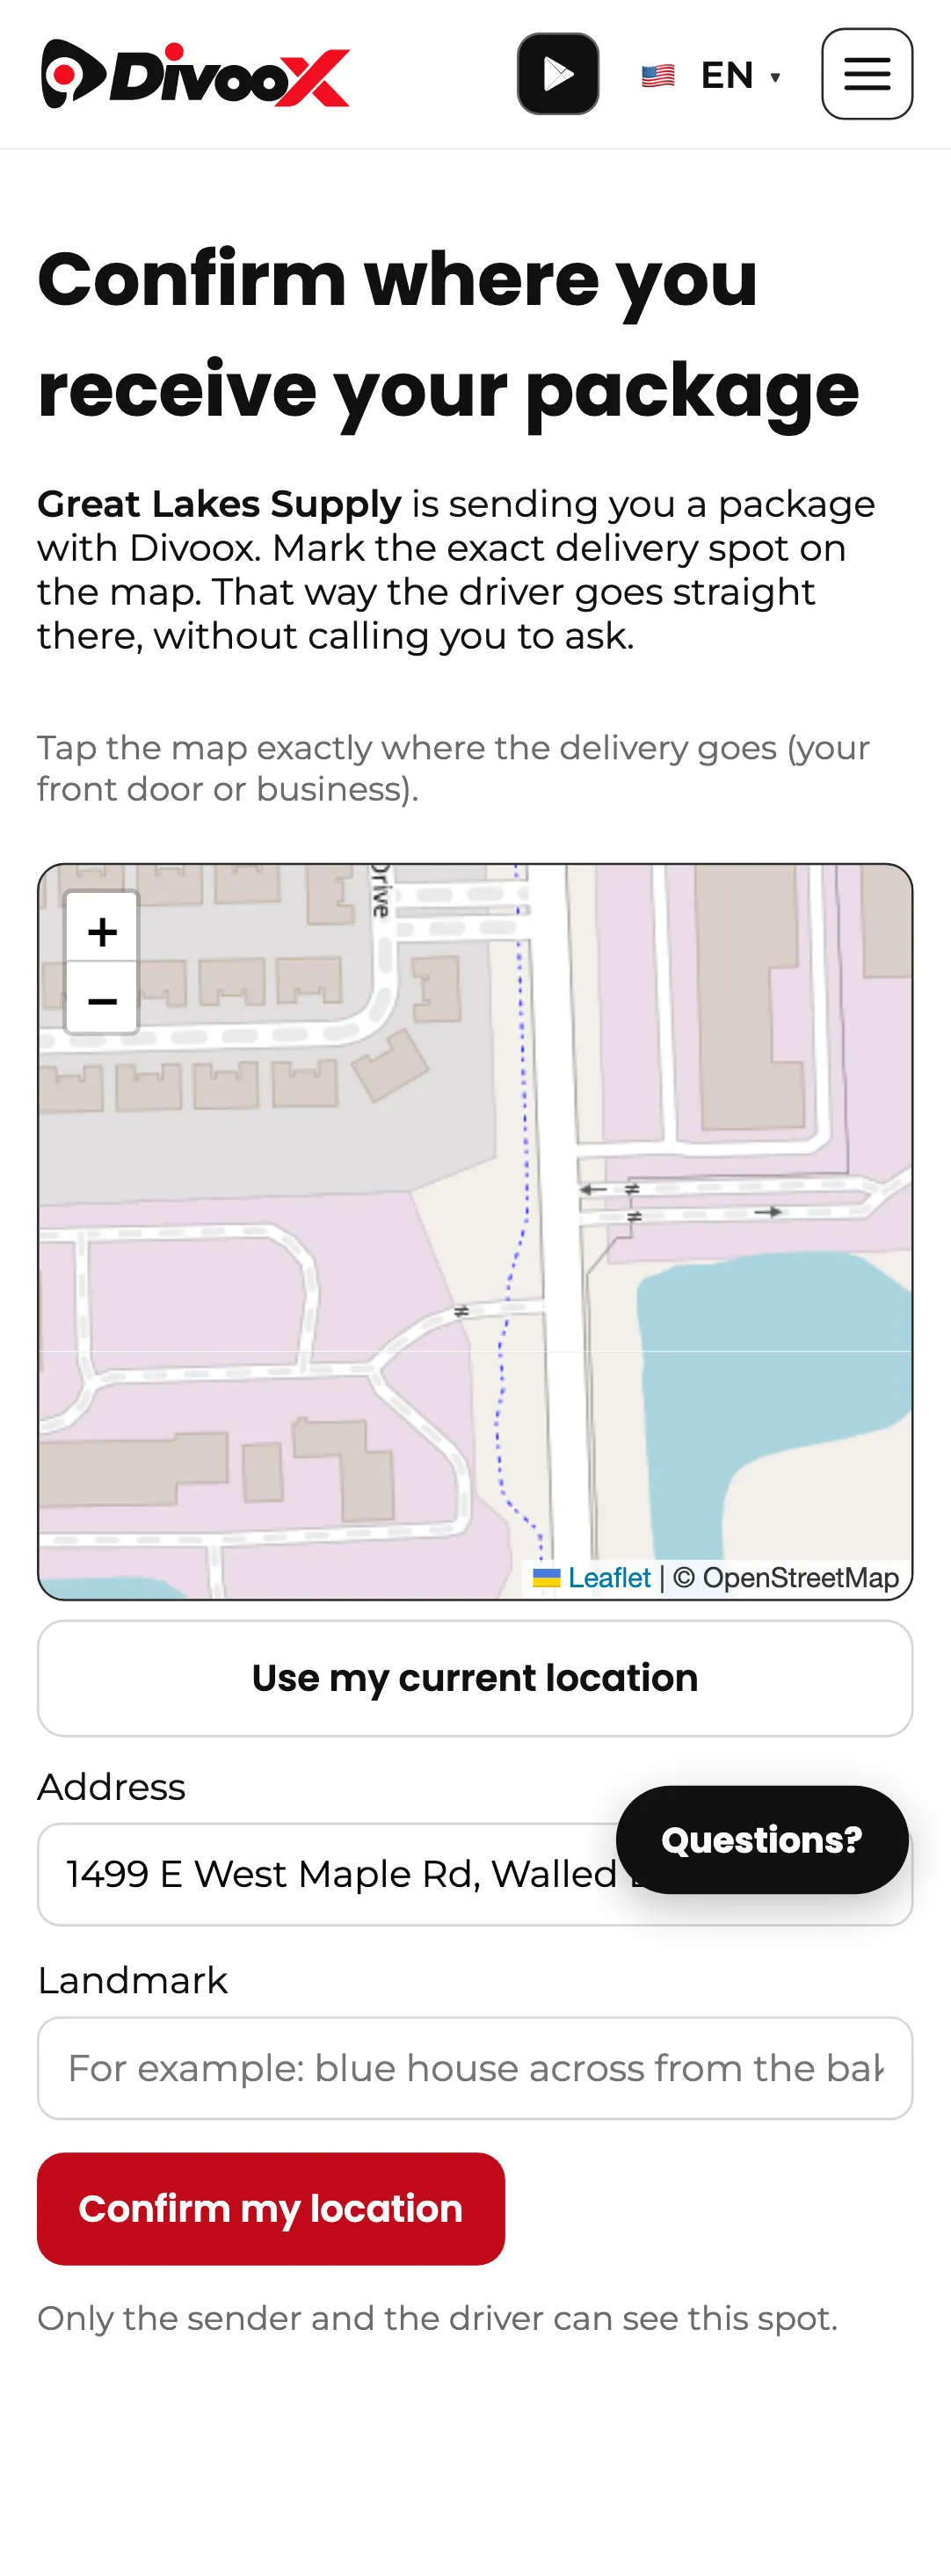 DivooX
EN
Confirm where you
receive your package
Great Lakes Supply is sending you a package
with Divoox. Mark the exact delivery spot on
the map. That way the driver goes straight
there, without calling you to ask.
Tap the map exactly where the delivery goes (your
front door or business).
Drive
+
−
Leaflet | © OpenStreetMap
Use my current location
Address
Questions?
1499 E West Maple Rd, Walled
Landmark
For example: blue house across from the
Confirm my location
Only the sender and the driver can see this spot.